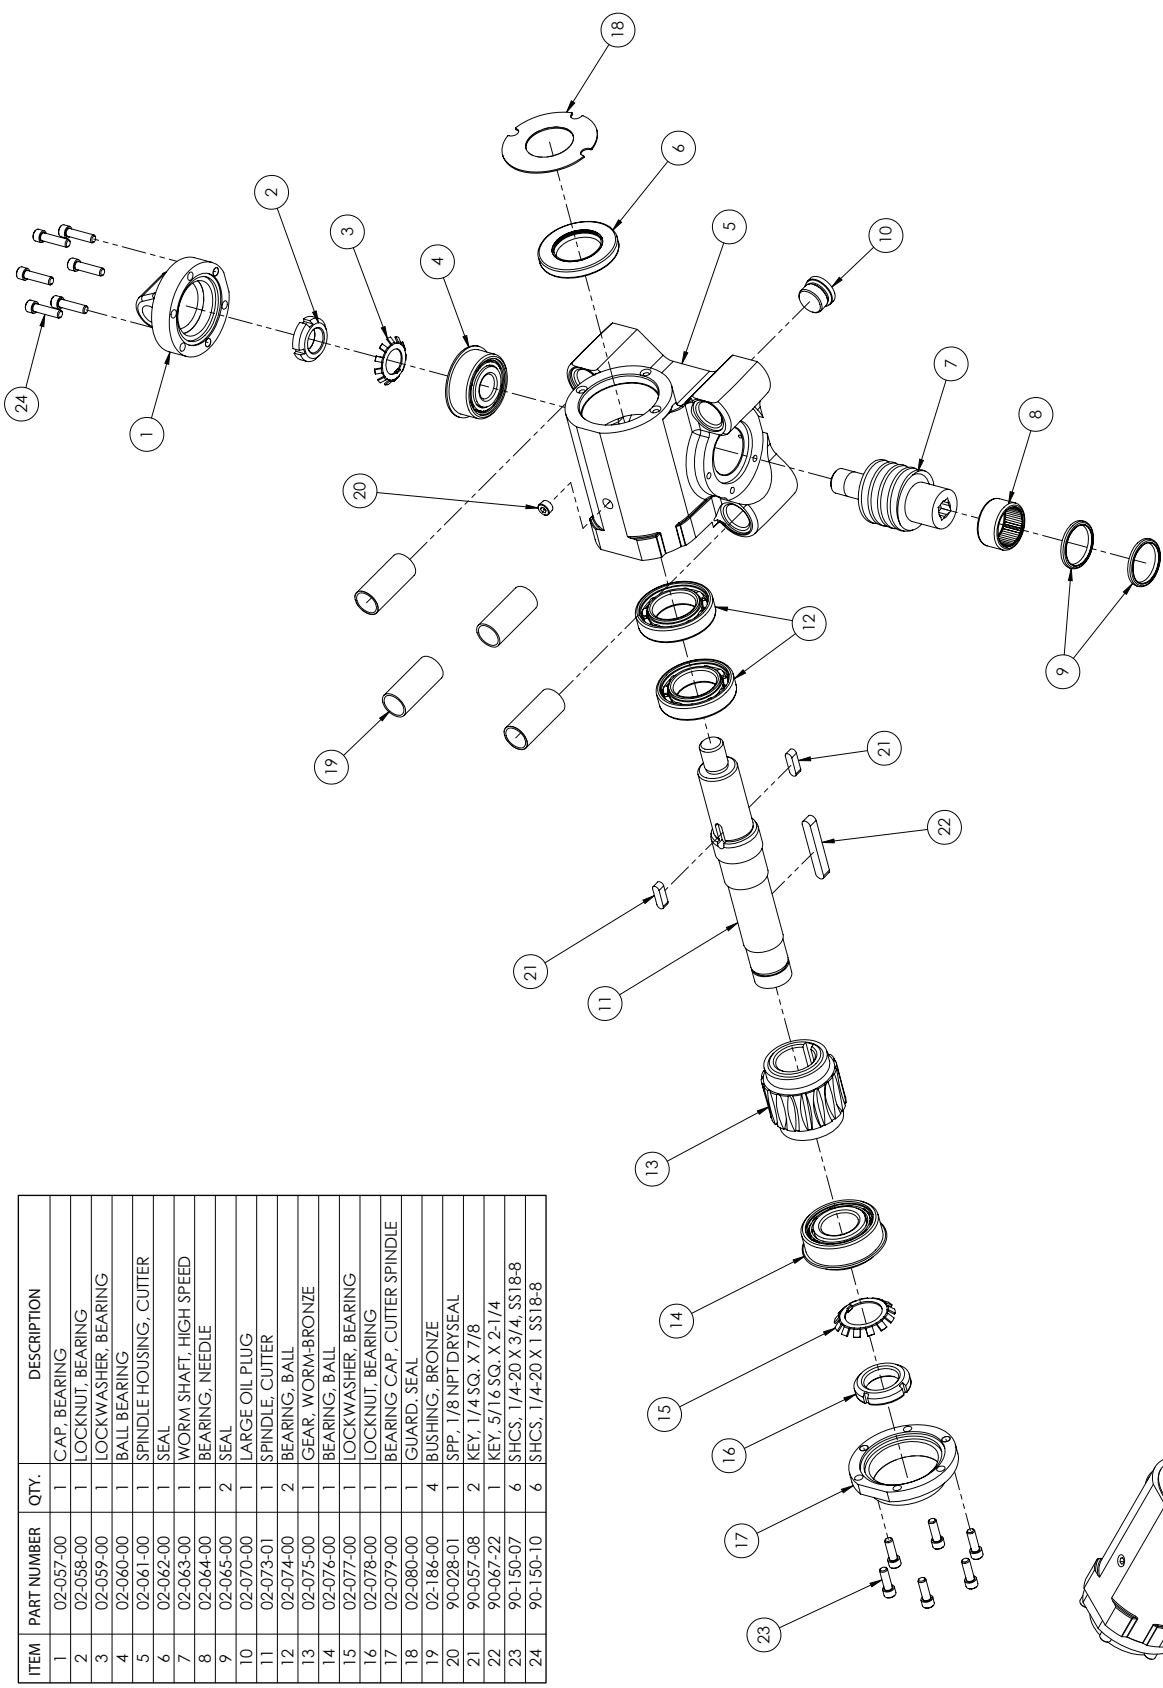 ITEM PART NUMBER QTY. DESCRIPTION
1 02-057-00 1 CAP, BEARING
2 02-058-00 1 LOCKNUT, BEARING
3 02-059-00 1 LOCKWASHER, BEARING
4 02-060-00 1 BALL BEARING
5 02-061-00 1 SPINDLE HOUSING, CUTTER
6 02-062-00 1 SEAL
7 02-063-00 1 WORM SHAFT, HIGH SPEED
8 02-064-00 1 BEARING, NEEDLE
9 02-065-00 2 SEAL
10 02-070-00 1 LARGE OIL PLUG
11 02-073-01 1 SPINDLE, CUTTER
12 02-074-00 2 BEARING, BALL
13 02-075-00 1 GEAR, WORM-BRONZE
14 02-076-00 1 BEARING, BALL
15 02-077-00 1 LOCKWASHER, BEARING
16 02-078-00 1 LOCKNUT, BEARING
17 02-079-00 1 BEARING CAP, CUTTER SPINDLE
18 02-080-00 1 GUARD, SEAL
19 02-186-00 4 BUSHING, BRONZE
20 90-028-01 1 SPP, 1/8 NPT DRYSEAL
21 90-057-08 2 KEY, 1/4 SQ. X 7/8
22 90-067-22 1 KEY, 5/16 SQ. X 2-1/4
23 90-150-07 6 SHCS, 1/4-20 X 3/4, SS18-8
24 90-150-10 6 SHCS, 1/4-20 X 1 SS18-8
23
17
16
15
14
13
11
21
22
21
19
12
20
9
8
7
24
1
2
3
4
10
5
6
18